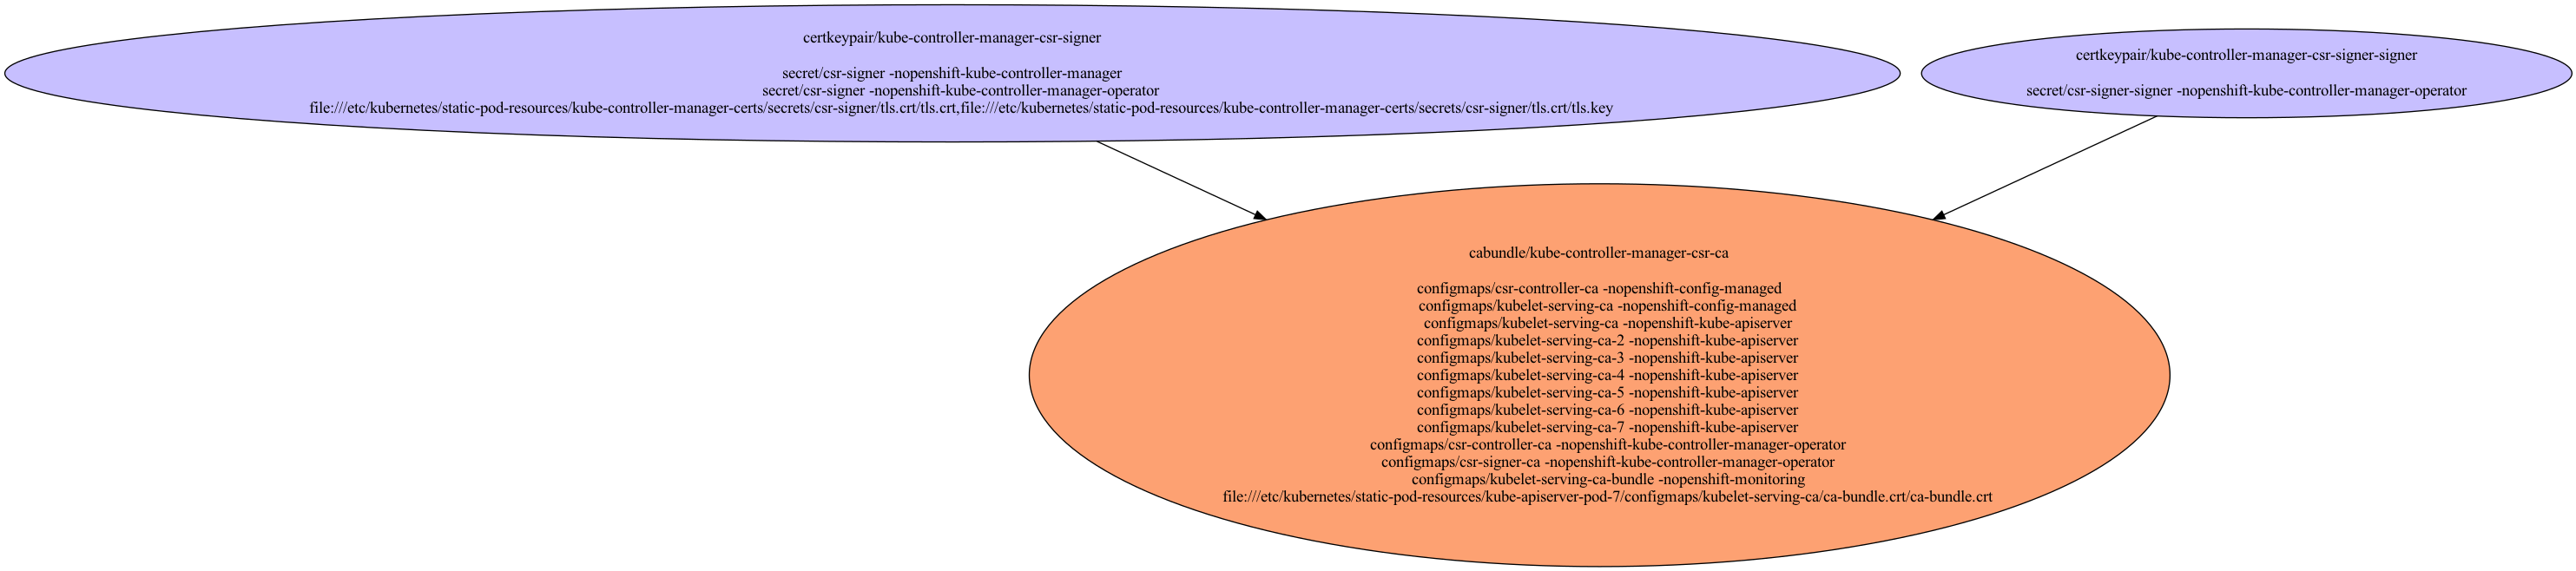 certkeypair/kube-controller-manager-csr-signer
secret/csr-signer -nopenshift-kube-controller-manager
secret/csr-signer -nopenshift-kube-controller-manager-operator
file:///etc/kubernetes/static-pod-resources/kube-controller-manager-certs/secrets/csr-signer/tls.crt/tls.crt,file:///etc/kubernetes/static-pod-resources/kube-controller-manager-certs/secrets/csr-signer/tls.crt/tls.key
certkeypair/kube-controller-manager-csr-signer-signer
secret/csr-signer-signer -nopenshift-kube-controller-manager-operator
cabundle/kube-controller-manager-csr-ca
configmaps/csr-controller-ca -nopenshift-config-managed
configmaps/kubelet-serving-ca -nopenshift-config-managed
configmaps/kubelet-serving-ca -nopenshift-kube-apiserver
configmaps/kubelet-serving-ca-2 -nopenshift-kube-apiserver
configmaps/kubelet-serving-ca-3 -nopenshift-kube-apiserver
configmaps/kubelet-serving-ca-4 -nopenshift-kube-apiserver
configmaps/kubelet-serving-ca-5 -nopenshift-kube-apiserver
configmaps/kubelet-serving-ca-6 -nopenshift-kube-apiserver
configmaps/kubelet-serving-ca-7 -nopenshift-kube-apiserver
configmaps/csr-controller-ca -nopenshift-kube-controller-manager-operator
configmaps/csr-signer-ca -nopenshift-kube-controller-manager-operator
configmaps/kubelet-serving-ca-bundle -nopenshift-monitoring
file:///etc/kubernetes/static-pod-resources/kube-apiserver-pod-7/configmaps/kubelet-serving-ca/ca-bundle.crt/ca-bundle.crt